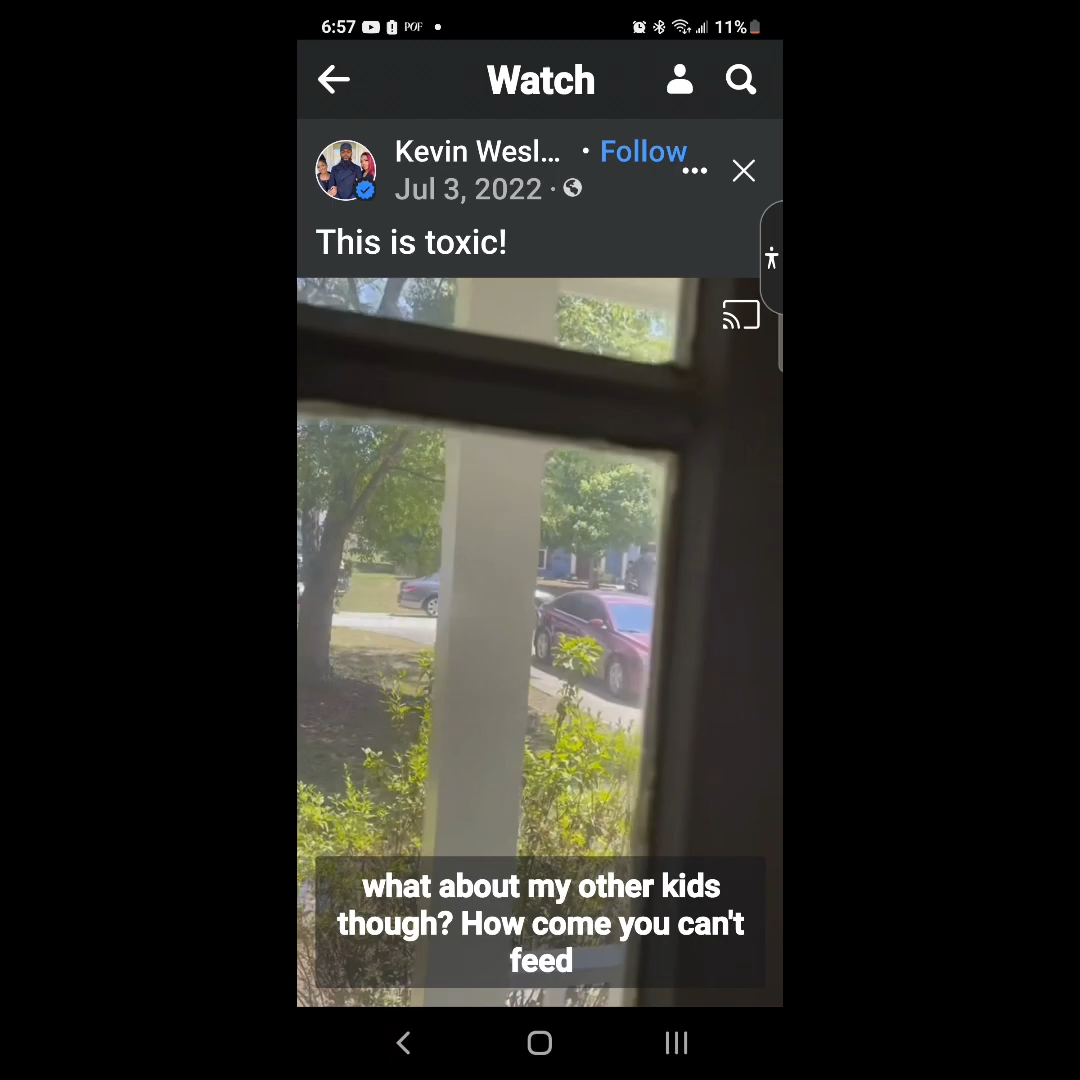 6:57 POF 11%
Watch
Kevin Wesl... · Follow
Jul 3, 2022 ·
This is toxic!
what about my other kids
though? How come you can't
feed